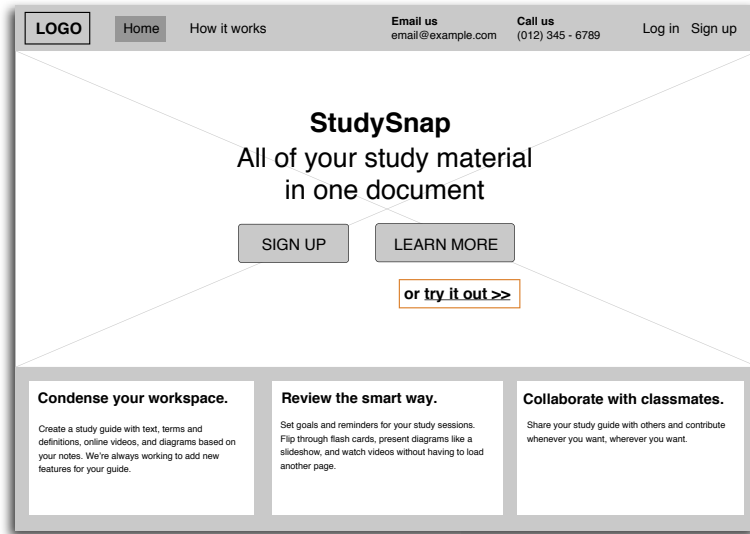 LOGO
Home
How it works
Email us
email@example.com
Call us
(012) 345 - 6789
Log in
Sign up
StudySnap
All of your study material
in one document
SIGN UP
LEARN MORE
or try it out >>
Condense your workspace.
Create a study guide with text, terms and
definitions, online videos, and diagrams based on
your notes. We're always working to add new
features for your guide.
Review the smart way.
Set goals and reminders for your study sessions.
Flip through flash cards, present diagrams like a
slideshow, and watch videos without having to load
another page.
Collaborate with classmates.
Share your study guide with others and contribute
whenever you want, wherever you want.